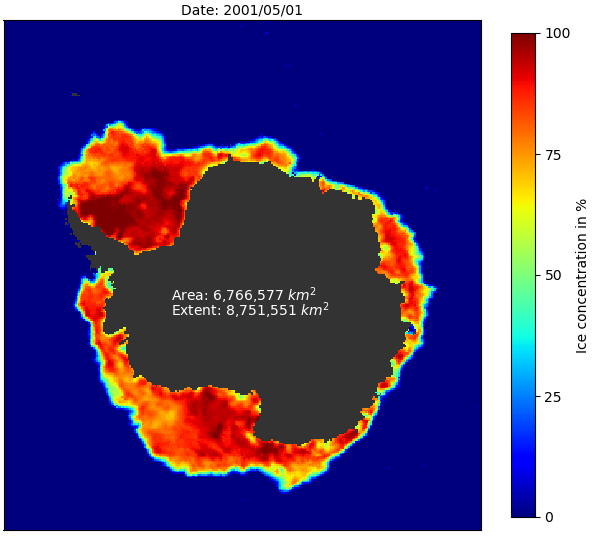 Date: 2001/05/01
100
75
50
25
0
Ice concentration in %
Area: 6,766,577 km²
Extent: 8,751,551 km²